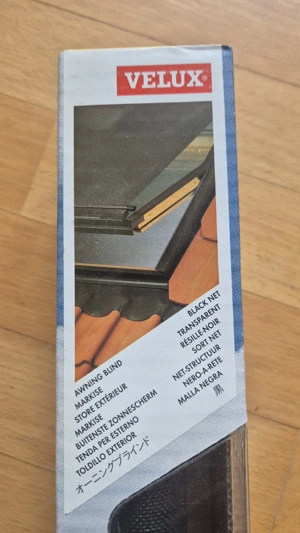 VELUX®
AWNING BLIND
MARKISE
STORE EXTÉRIEUR
MARKISE
BUITENSTE ZONNESCHERM
TENDA PER ESTERNO
TOLDILLO EXTERIOR
オーニングブラインド
BLACK NET
TRANSPARENT
RÉSILLE-NOIR
SORT NET
NET-STRUCTUUR
NERO-A-RETE
MALLA NEGRA
黒